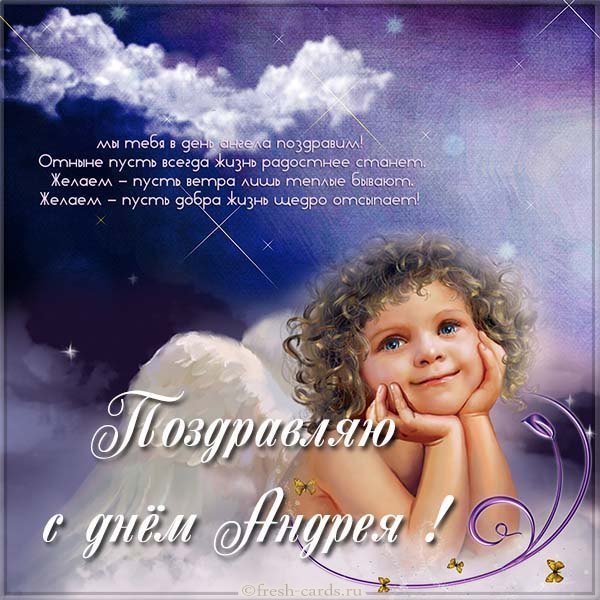 мы тебя в день ангела поздравим!
Отныне пусть всегда жизнь радостнее станет.
Желаем – пусть ветра лишь теплые бывают.
Желаем – пусть добра жизнь щедро отсыпает!
Поздравляю
с днём Андрея !
©fresh-cards.ru